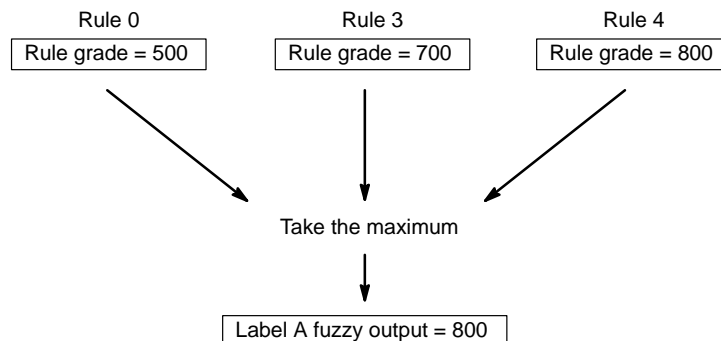 Rule 0
Rule 3
Rule 4
Rule grade = 500
Rule grade = 700
Rule grade = 800
Take the maximum
Label A fuzzy output = 800